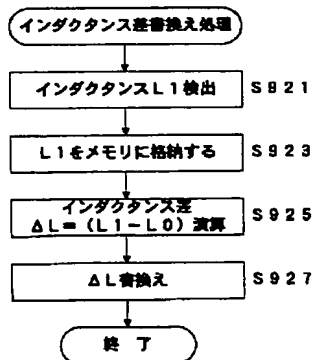 インダクタンス差書換え処理
インダクタンスL1検出 S921
L1をメモリに格納する S923
インダクタンス差
ΔL=(L1-L0)演算 S925
ΔL書換え S927
終 了